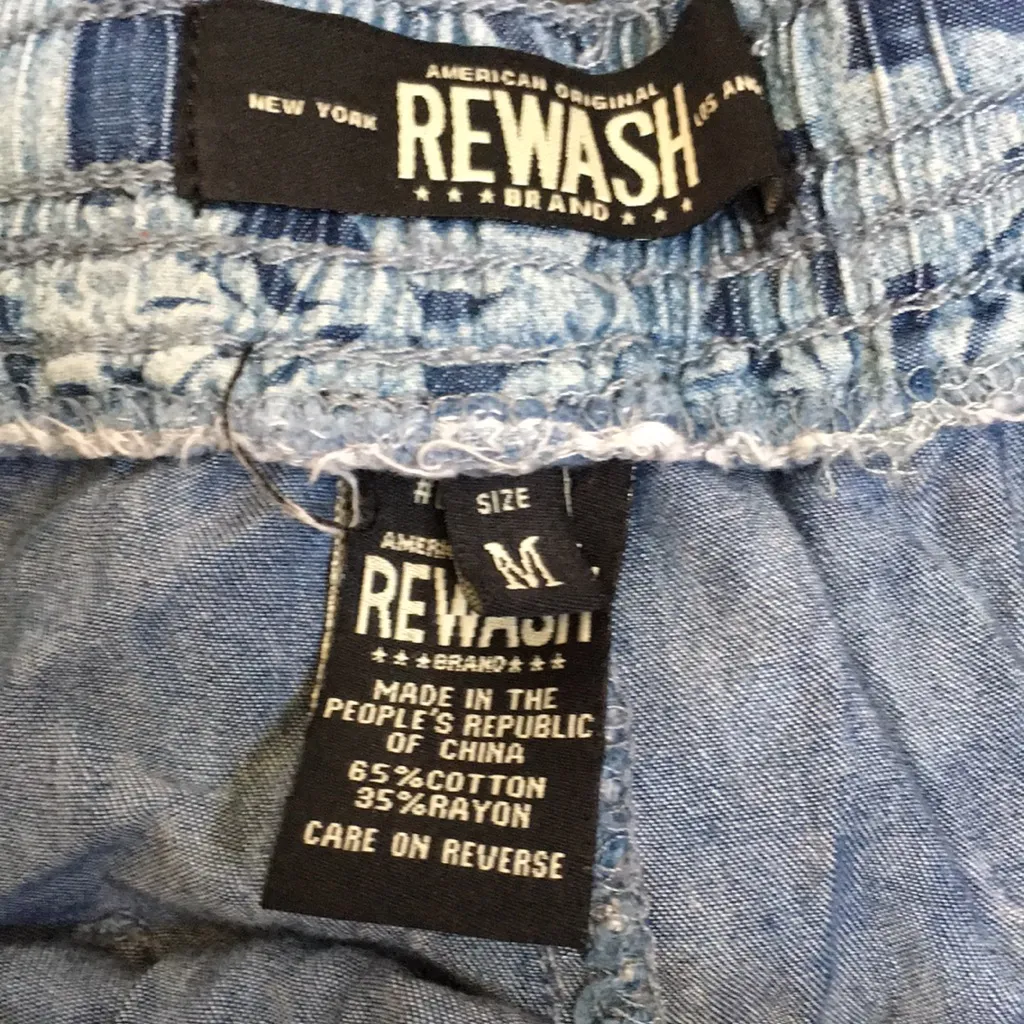 AMERICAN ORIGINAL
NEW YORK
REWASH
LOS
BRAND
SIZE
M
REWASH
BRAND
MADE IN THE
PEOPLE'S REPUBLIC
OF CHINA
65%COTTON
35%RAYON
CARE ON REVERSE